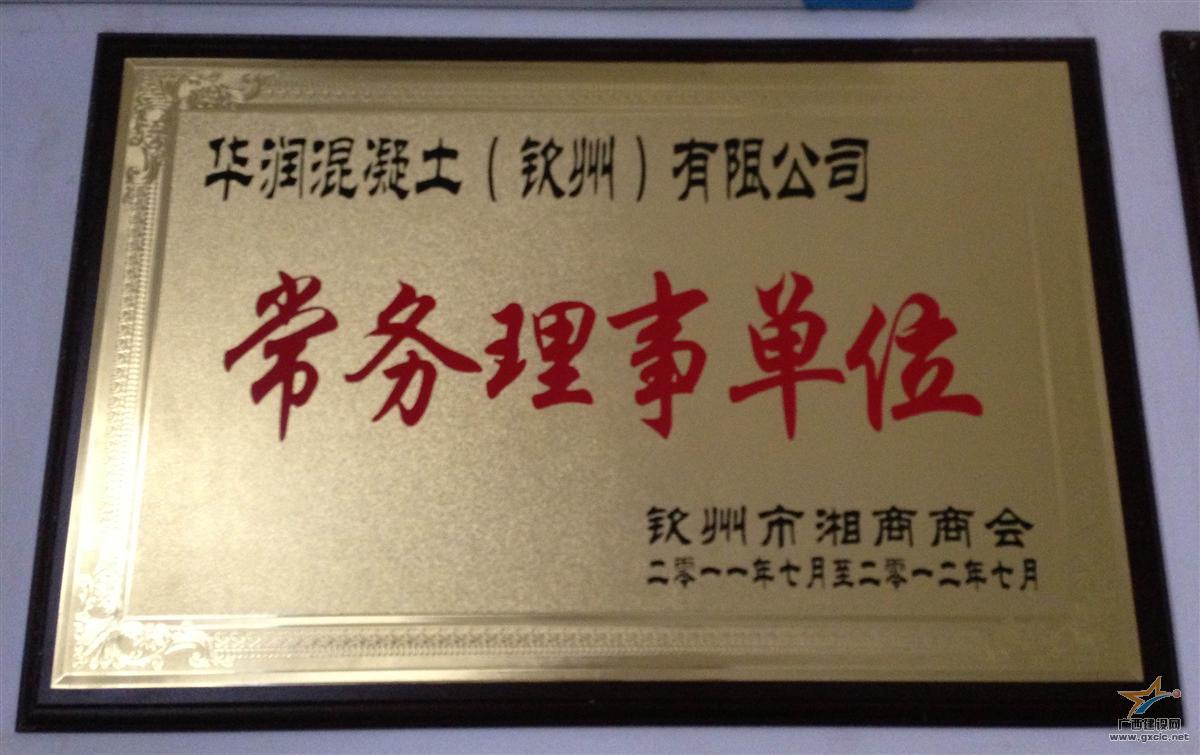 华润混凝土（钦州）有限公司
常务理事单位
钦州市湘商商会
二零一一年七月至二零一二年七月
广西建设网
www.gxcic.net